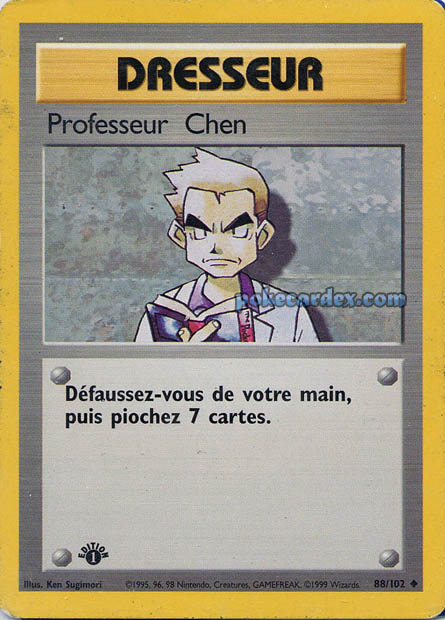 DRESSEUR
Professeur Chen
pokecardex.com
Défaussez-vous de votre main,
puis piochez 7 cartes.
EDITION
1
Illus. Ken Sugimori ©1995, 96, 98 Nintendo, Creatures, GAMEFREAK. ©1999 Wizards. 88/102 ◆